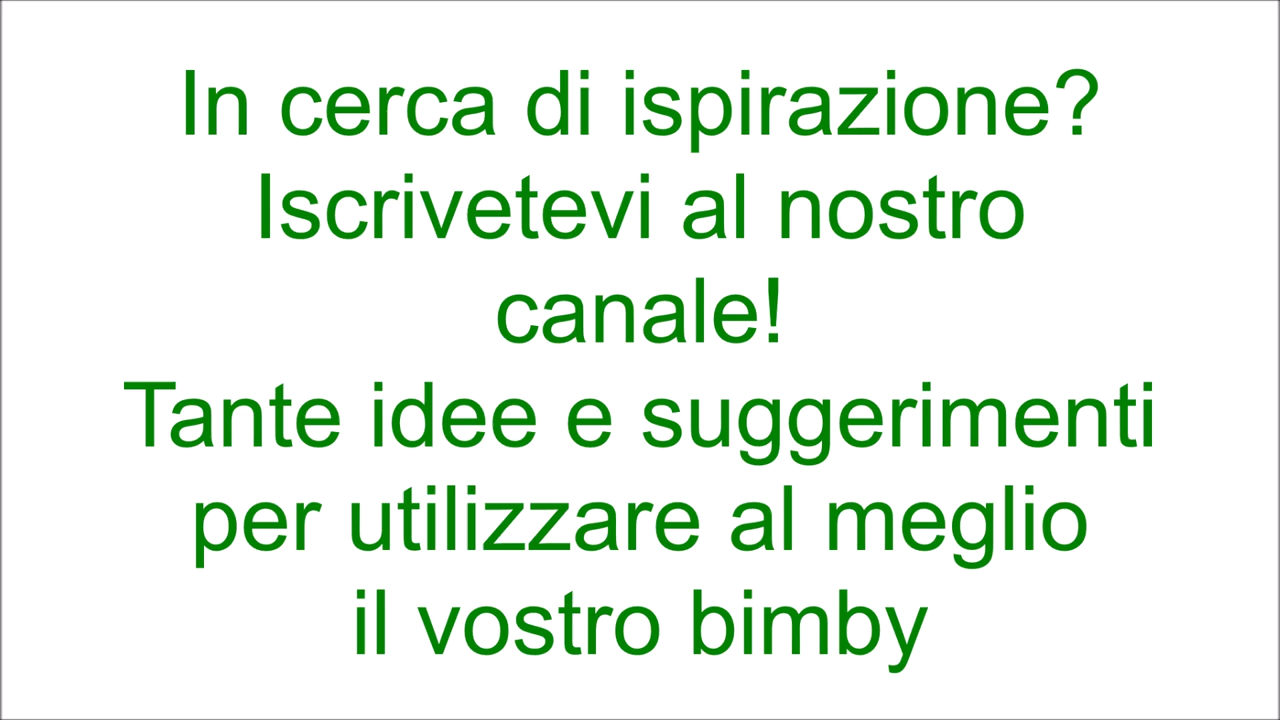 In cerca di ispirazione?
Iscrivetevi al nostro
canale!
Tante idee e suggerimenti
per utilizzare al meglio
il vostro bimby